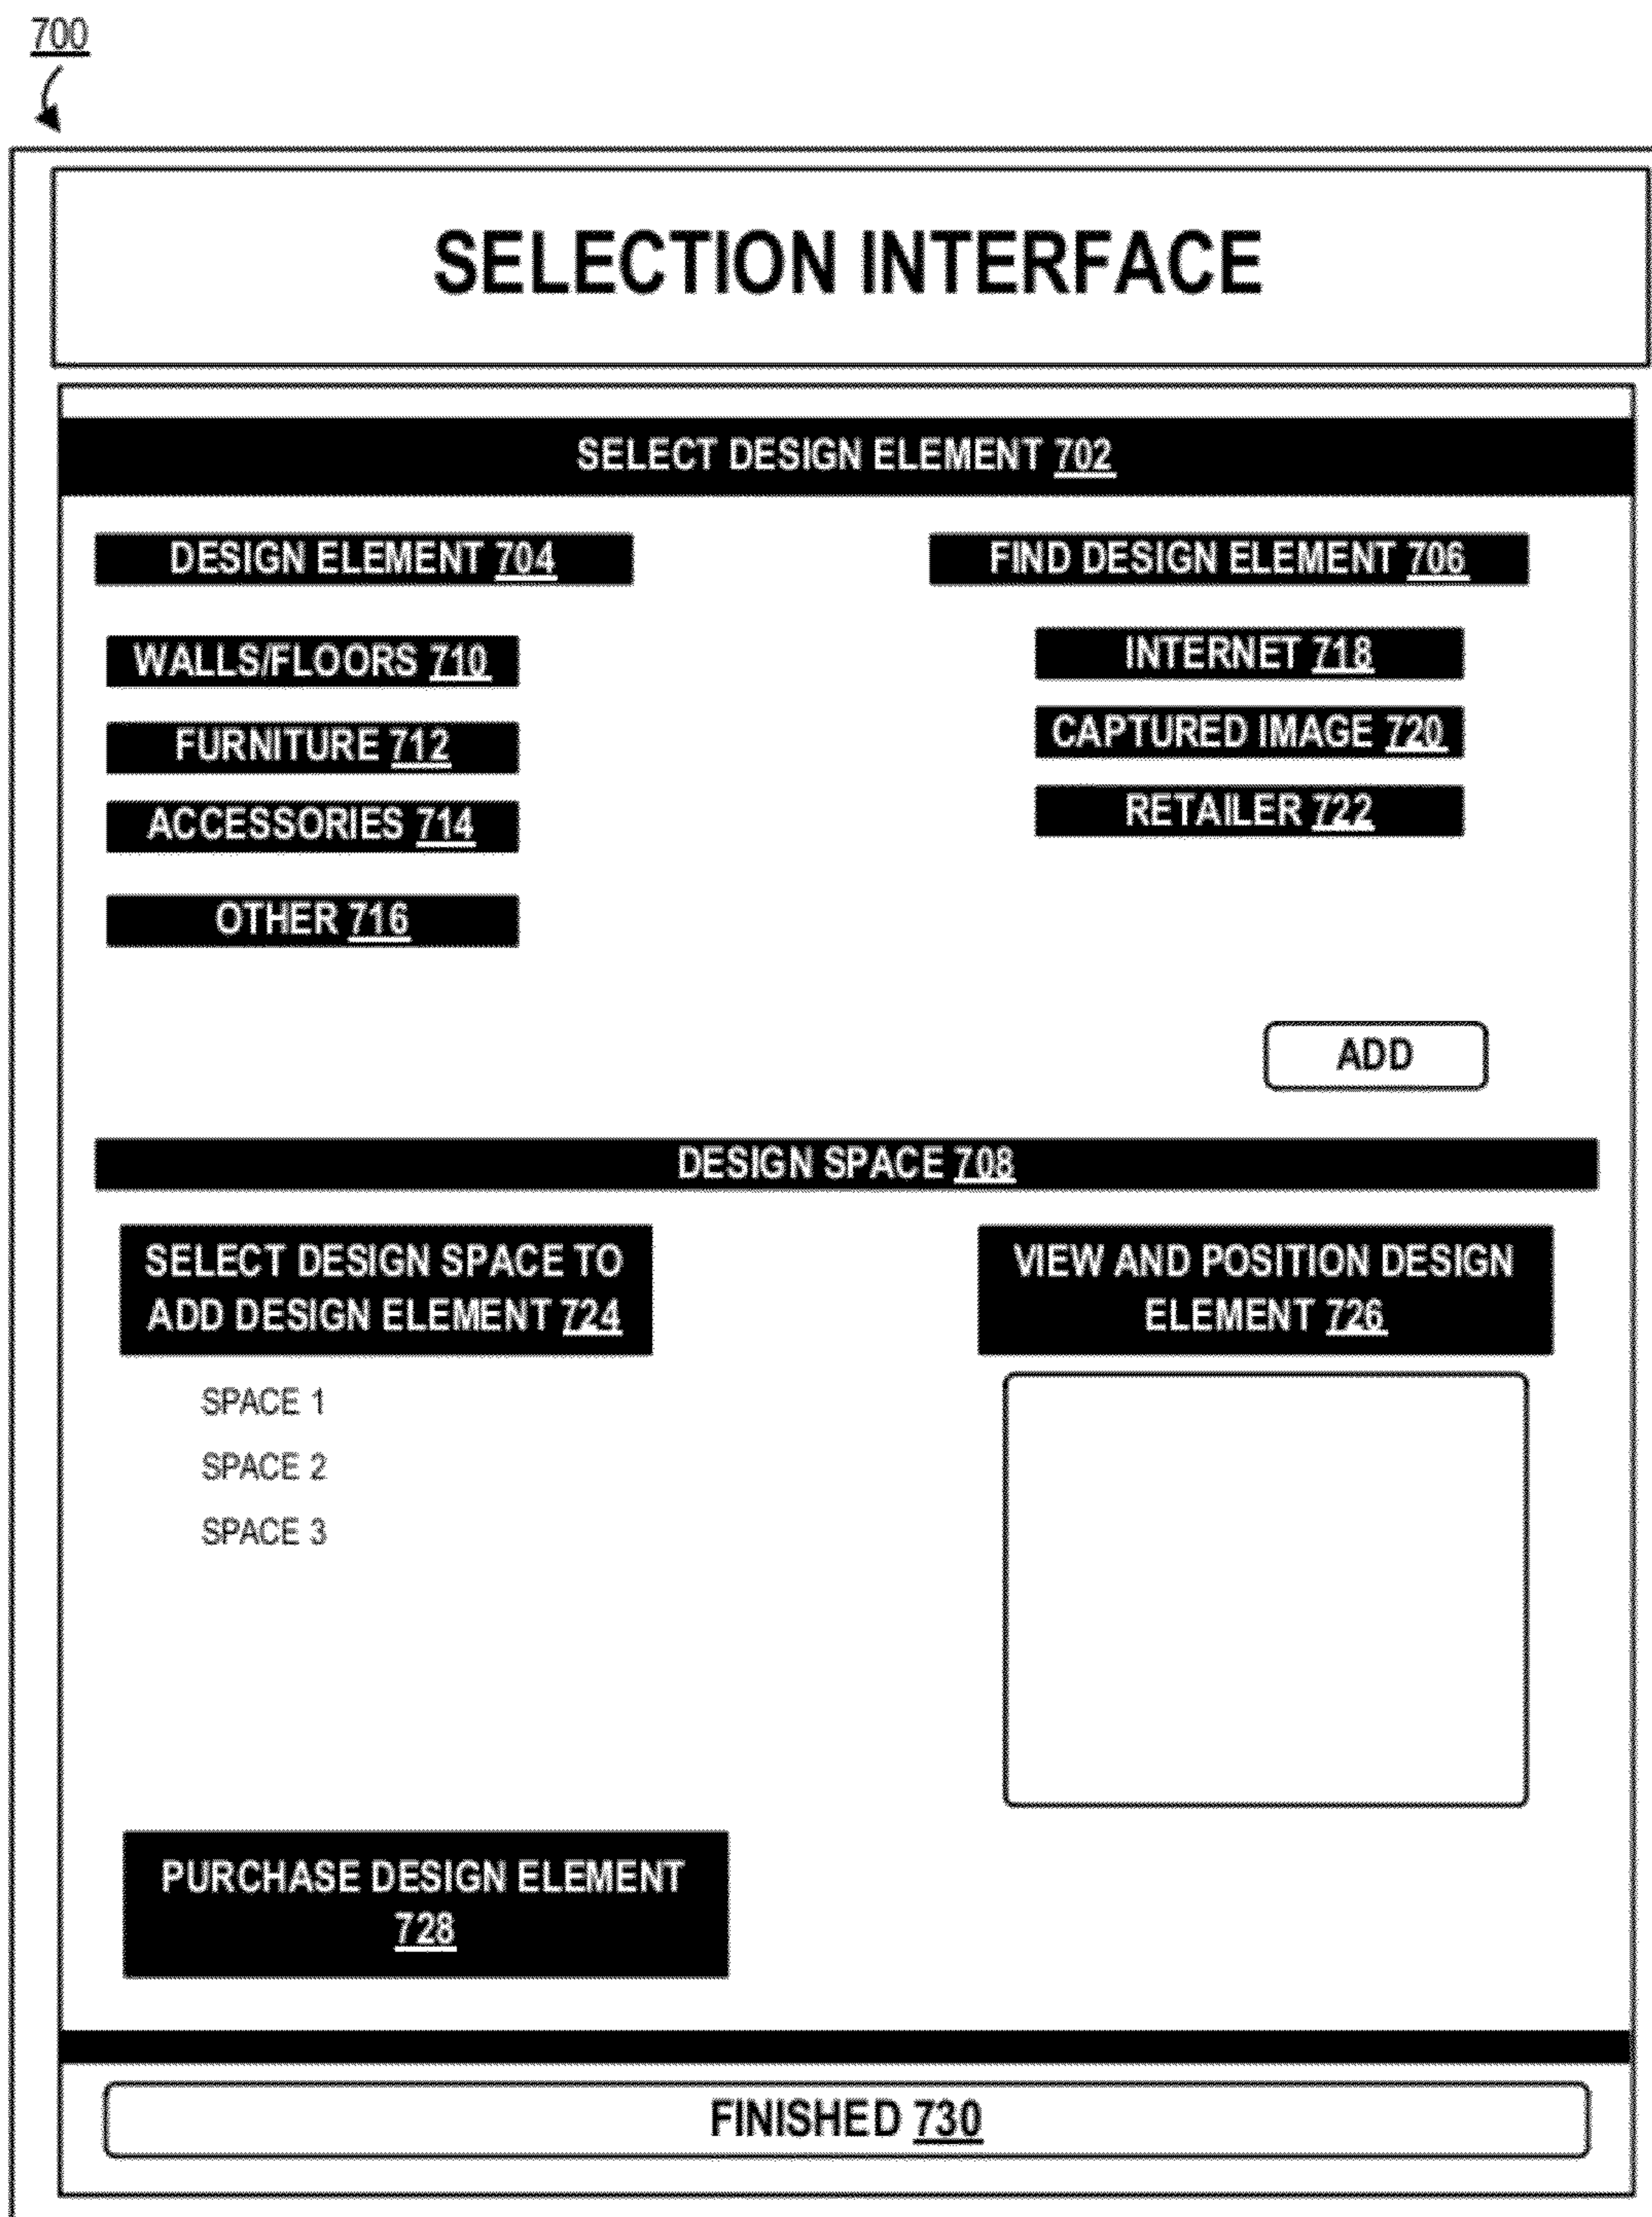 700
SELECTION INTERFACE
SELECT DESIGN ELEMENT 702
DESIGN ELEMENT 704
FIND DESIGN ELEMENT 706
WALLS/FLOORS 710
INTERNET 718
FURNITURE 712
CAPTURED IMAGE 720
ACCESSORIES 714
RETAILER 722
OTHER 716
ADD
DESIGN SPACE 708
SELECT DESIGN SPACE TO
ADD DESIGN ELEMENT 724
VIEW AND POSITION DESIGN
ELEMENT 726
SPACE 1
SPACE 2
SPACE 3
PURCHASE DESIGN ELEMENT
728
FINISHED 730